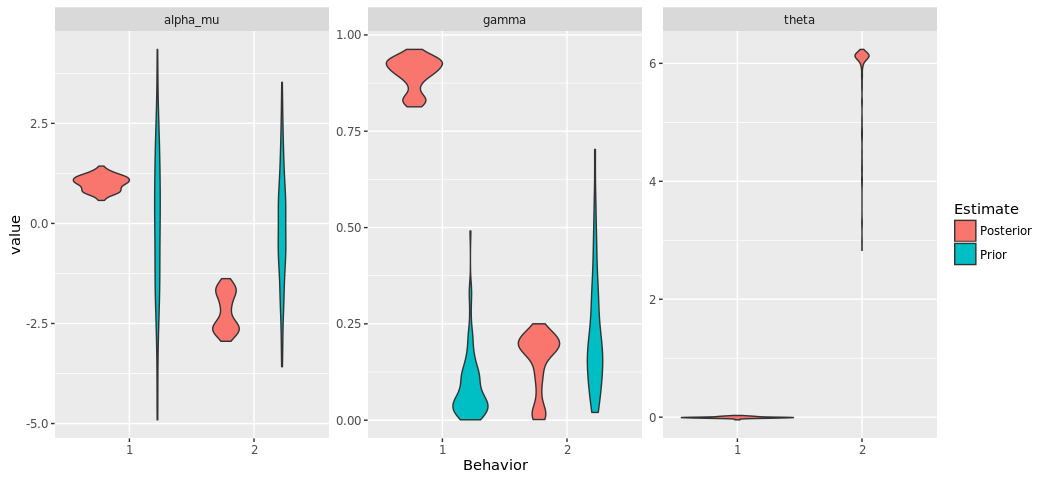 alpha_mu
gamma
theta
value
2.5
0.0
-2.5
-5.0
1.00
0.75
0.50
0.25
0.00
6
4
2
0
1
2
1
2
1
2
Behavior
Estimate
Posterior
Prior